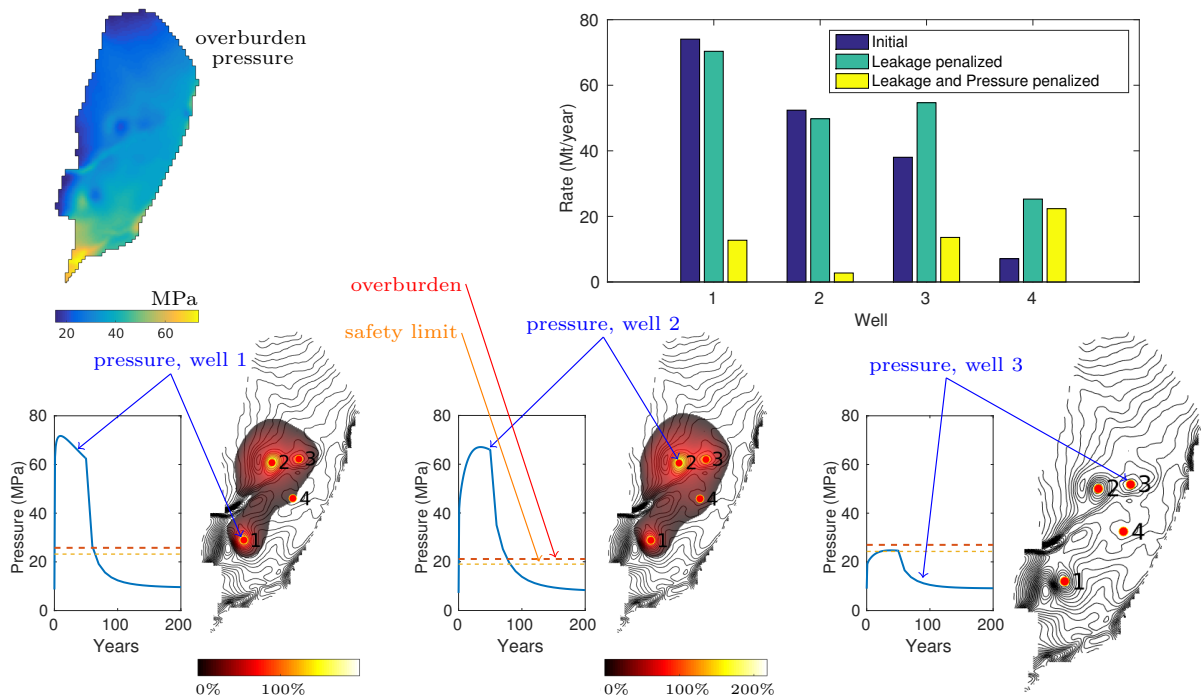 overburden
pressure
MPa
20
40
60
80
60
40
20
0
Rate (Mt/year)
Initial
Leakage penalized
Leakage and Pressure penalized
1
2
3
4
Well
overburden
safety limit
pressure, well 1
pressure, well 2
pressure, well 3
80
60
40
20
0
Pressure (MPa)
0
100
200
Years
2
3
4
1
0%
100%
80
60
40
20
0
Pressure (MPa)
0
100
200
Years
2
3
4
1
0%
100%
200%
80
60
40
20
0
Pressure (MPa)
0
100
200
Years
2
3
4
1